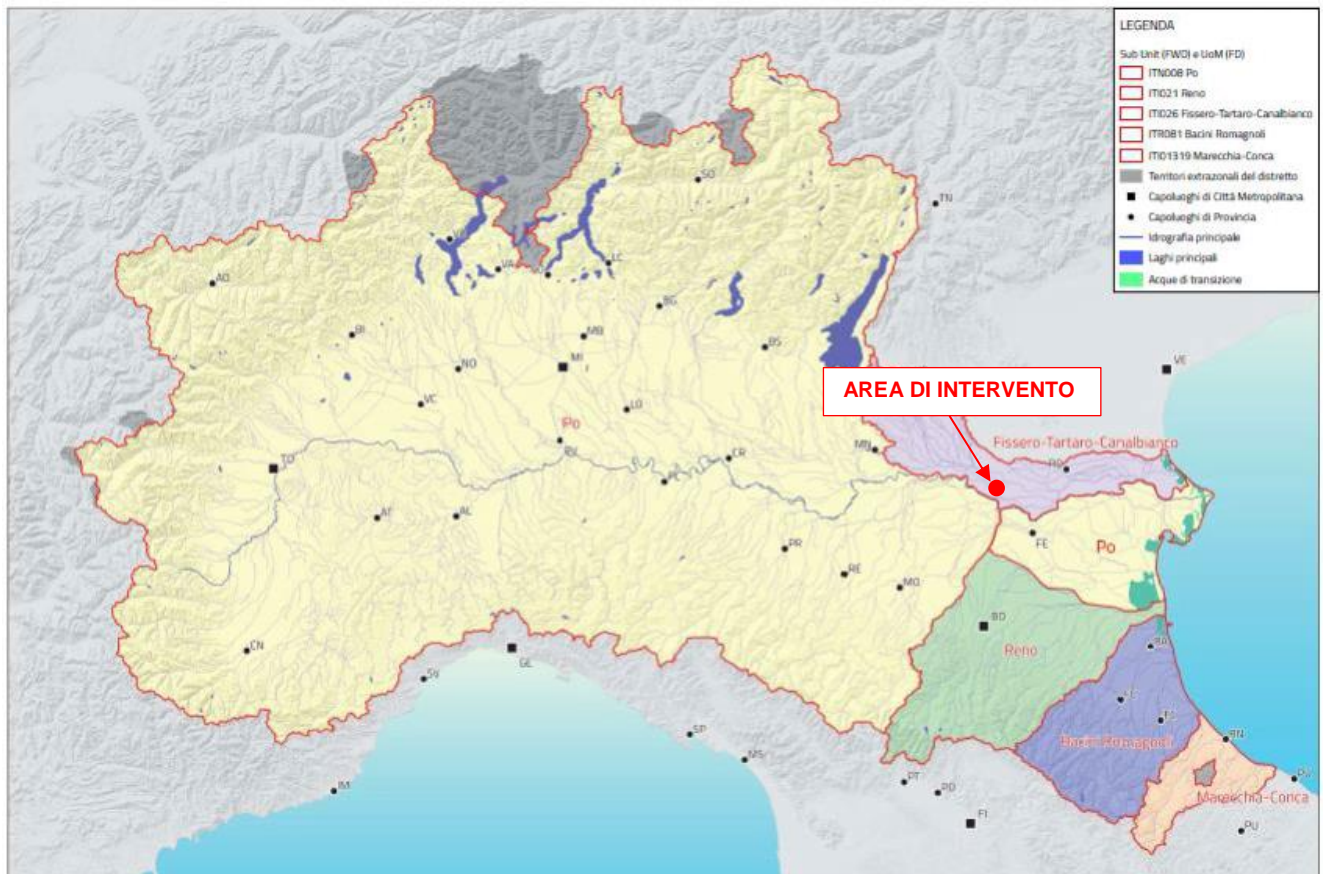 LEGENDA
Sub Unit (FWD) e UoM (FD)
ITN008 Po
ITI021 Reno
ITI026 Fissero-Tartaro-Canalbianco
ITR081 Bacini Romagnoli
ITI01319 Marecchia-Conca
Territori extrazonali del distretto
Capoluoghi di Città Metropolitana
Capoluoghi di Provincia
Idrografia principale
Laghi principali
Acque di transizione
SO
TN
VA
LC
AO
BG
BI
MB
BS
NO
MI
VE
AREA DI INTERVENTO
VC
LO
Po
Fissero-Tartaro-Canalbianco
MN
CR
TO
AL
FE
Po
PR
RE
MO
BO
CN
Reno
RA
GE
SV
Bacini Romagnoli
RN
SP
MS
PT
PO
IM
Marecchia-Conca
FI
PU